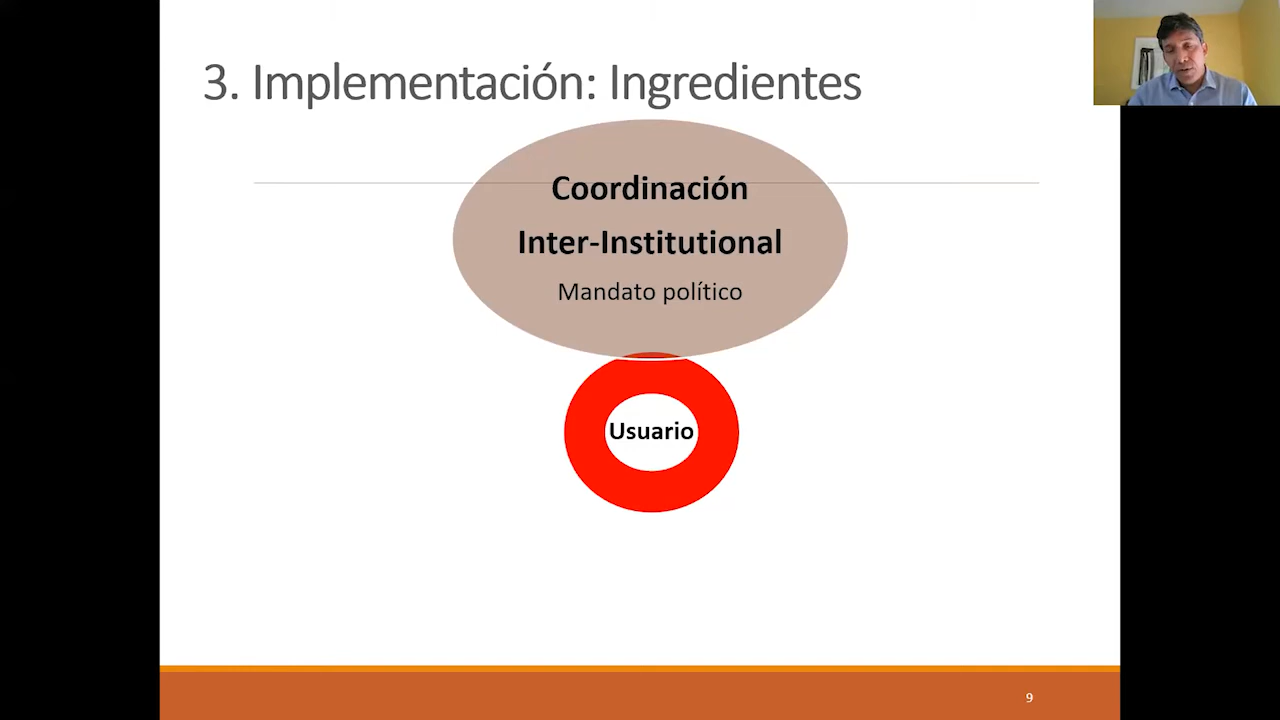 3. Implementación: Ingredientes
Coordinación
Inter-Institutional
Mandato político
Usuario
9